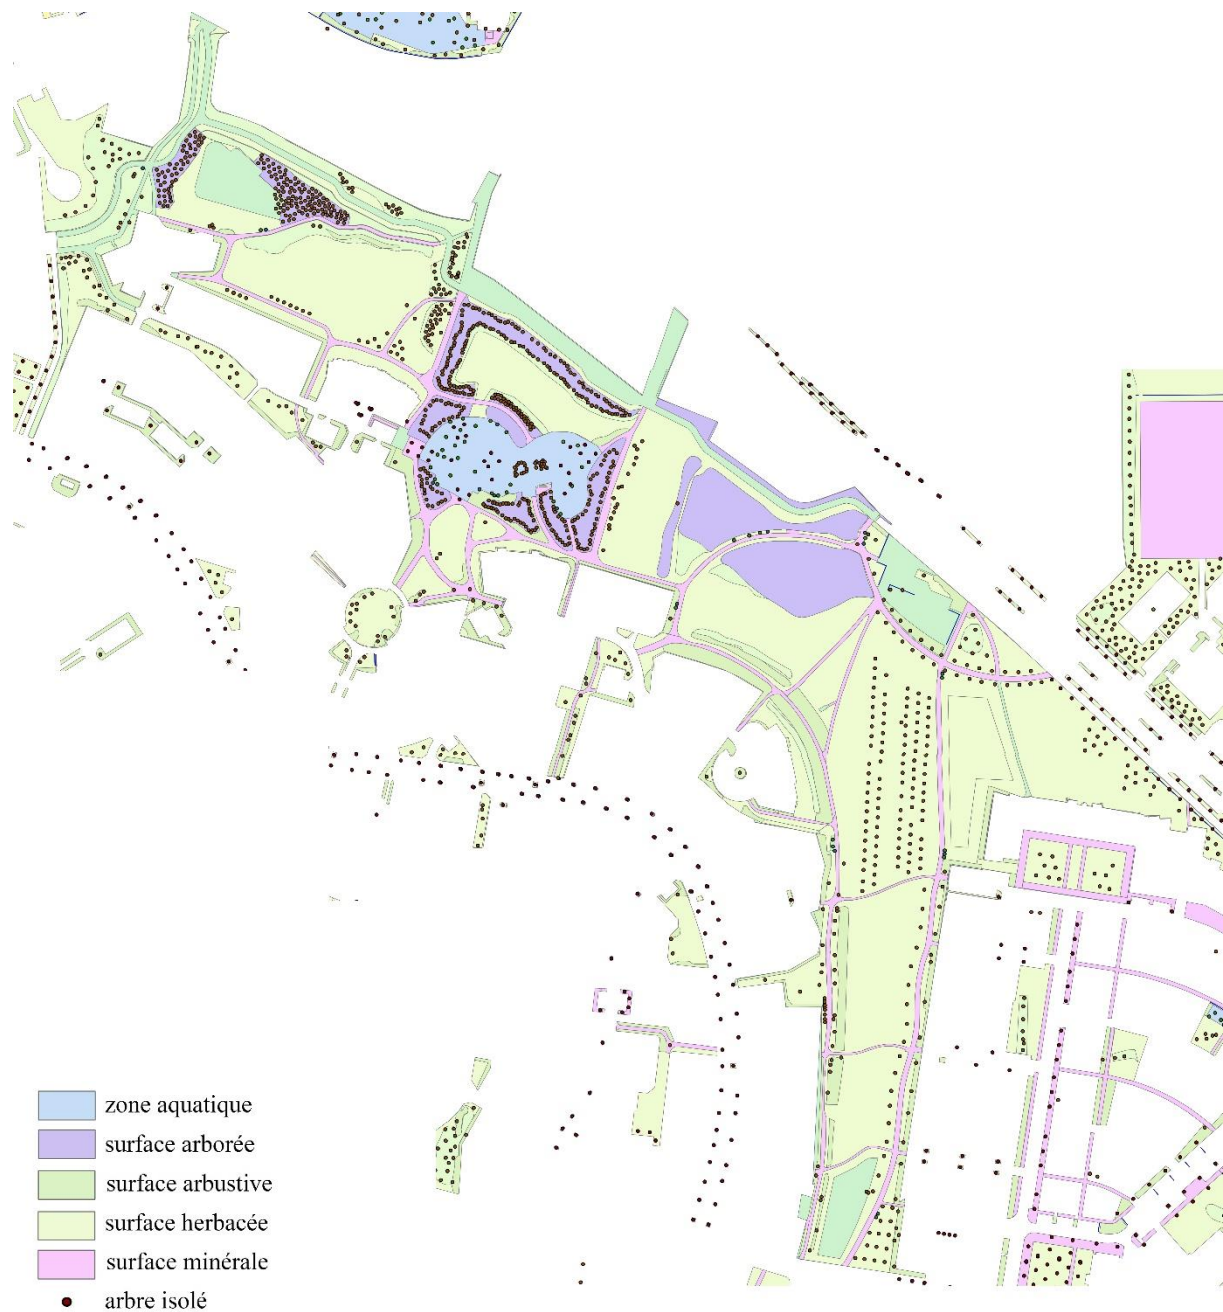 zone aquatique
surface arborée
surface arbustive
surface herbacée
surface minérale
arbre isolé